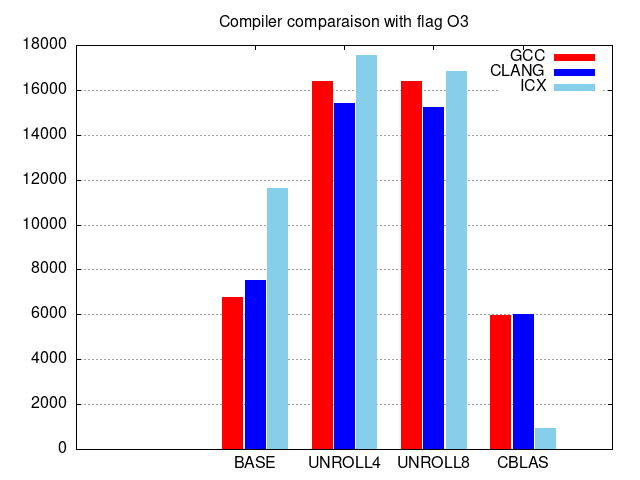 Compiler comparaison with flag O3
18000
16000
14000
12000
10000
8000
6000
4000
2000
0
GCC
CLANG
ICX
BASE UNROLL4 UNROLL8 CBLAS